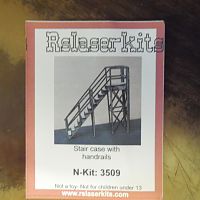 Rslaserkits
Stair case with
handrails
N-Kit: 3509
Not a toy- Not for children under 13
www.rslaserkits.com